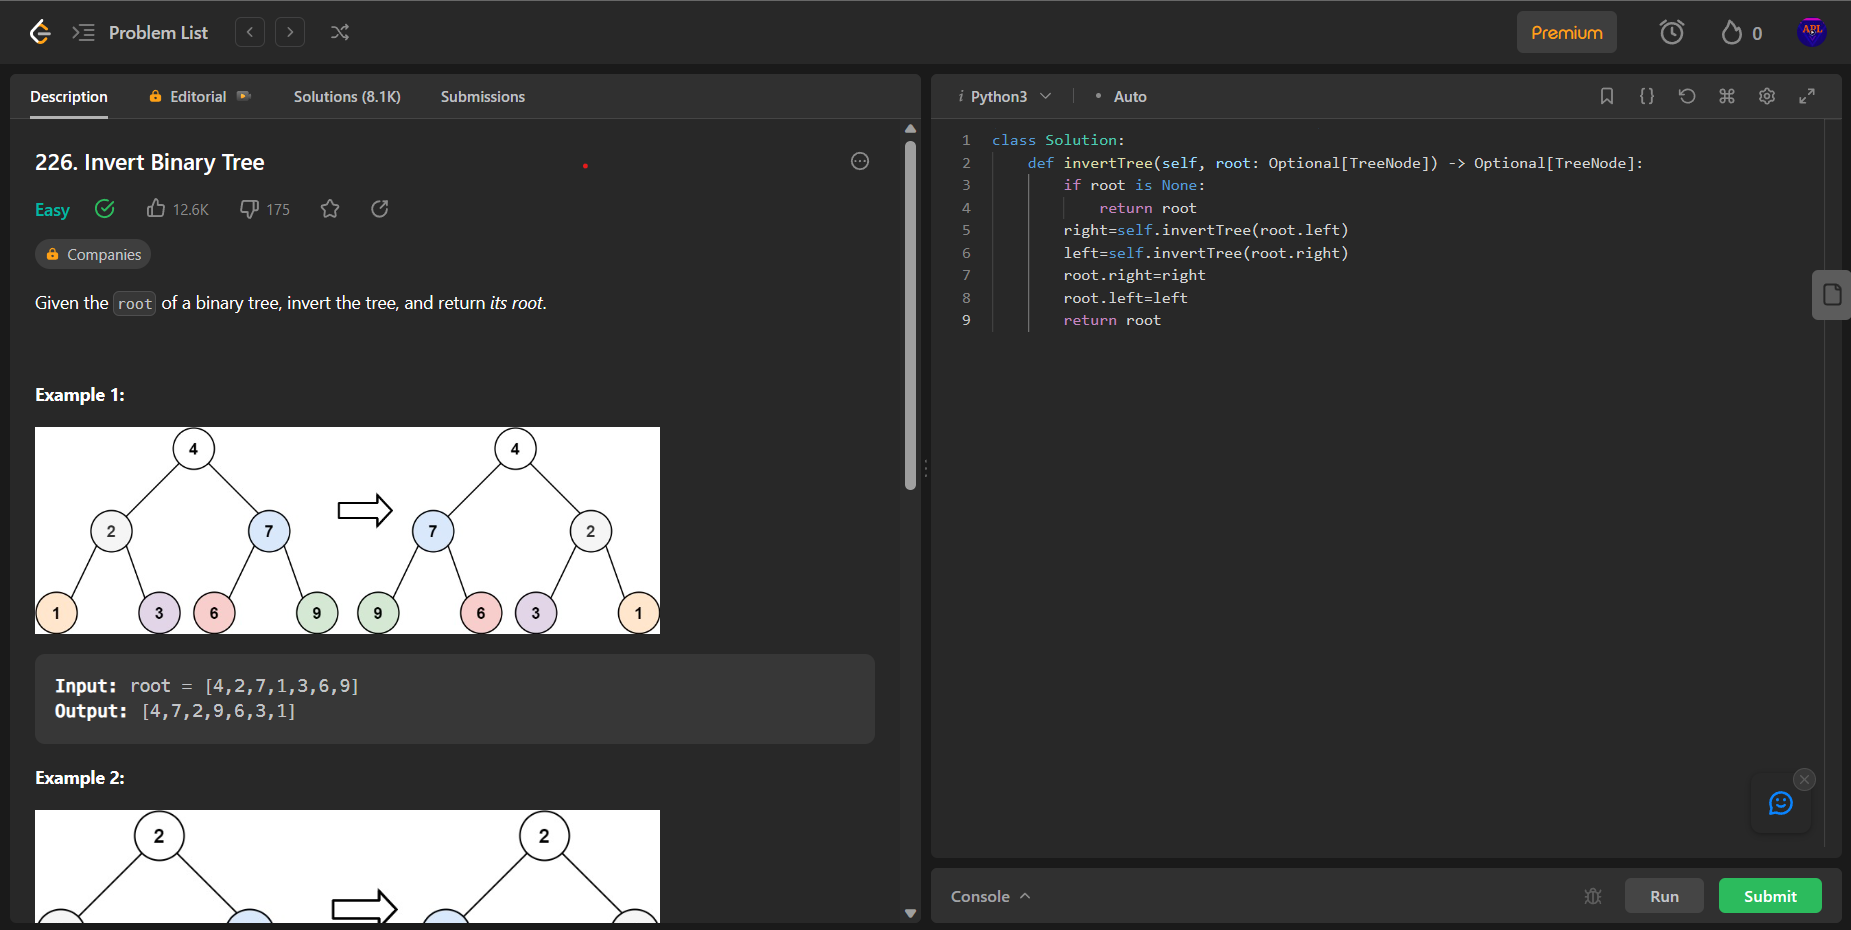 Problem List
Premium
0
APL
Description
Editorial
Solutions (8.1K)
Submissions
226. Invert Binary Tree
Easy
12.6K
175
Companies
Given the root of a binary tree, invert the tree, and return its root.
Example 1:
4 4
2 7 7 2
1 3 6 9 9 6 3 1
Input: root = [4,2,7,1,3,6,9]
Output: [4,7,2,9,6,3,1]
Example 2:
2 2
i Python3
Auto
1 class Solution:
2 def invertTree(self, root: Optional[TreeNode]) -> Optional[TreeNode]:
3 if root is None:
4 return root
5 right=self.invertTree(root.left)
6 left=self.invertTree(root.right)
7 root.right=right
8 root.left=left
9 return root
Console
Run
Submit